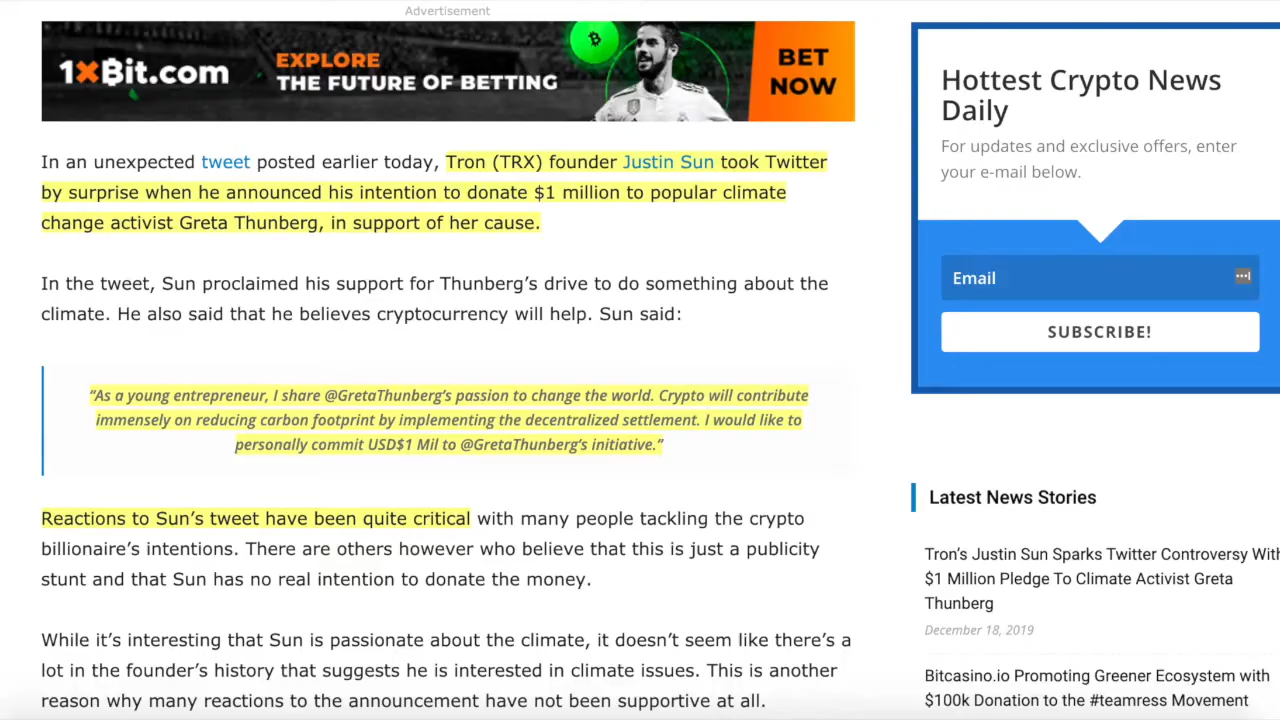 Advertisement
1xBit.com
EXPLORE
THE FUTURE OF BETTING
BET
NOW
In an unexpected tweet posted earlier today, Tron (TRX) founder Justin Sun took Twitter
by surprise when he announced his intention to donate $1 million to popular climate
change activist Greta Thunberg, in support of her cause.
In the tweet, Sun proclaimed his support for Thunberg’s drive to do something about the
climate. He also said that he believes cryptocurrency will help. Sun said:
“As a young entrepreneur, I share @GretaThunberg’s passion to change the world. Crypto will contribute
immensely on reducing carbon footprint by implementing the decentralized settlement. I would like to
personally commit USD$1 Mil to @GretaThunberg’s initiative.”
Reactions to Sun’s tweet have been quite critical with many people tackling the crypto
billionaire’s intentions. There are others however who believe that this is just a publicity
stunt and that Sun has no real intention to donate the money.
While it’s interesting that Sun is passionate about the climate, it doesn’t seem like there’s a
lot in the founder’s history that suggests he is interested in climate issues. This is another
reason why many reactions to the announcement have not been supportive at all.
Hottest Crypto News
Daily
For updates and exclusive offers, enter
your e-mail below.
Email
SUBSCRIBE!
Latest News Stories
Tron’s Justin Sun Sparks Twitter Controversy With
$1 Million Pledge To Climate Activist Greta
Thunberg
December 18, 2019
Bitcasino.io Promoting Greener Ecosystem with
$100k Donation to the #teamress Movement